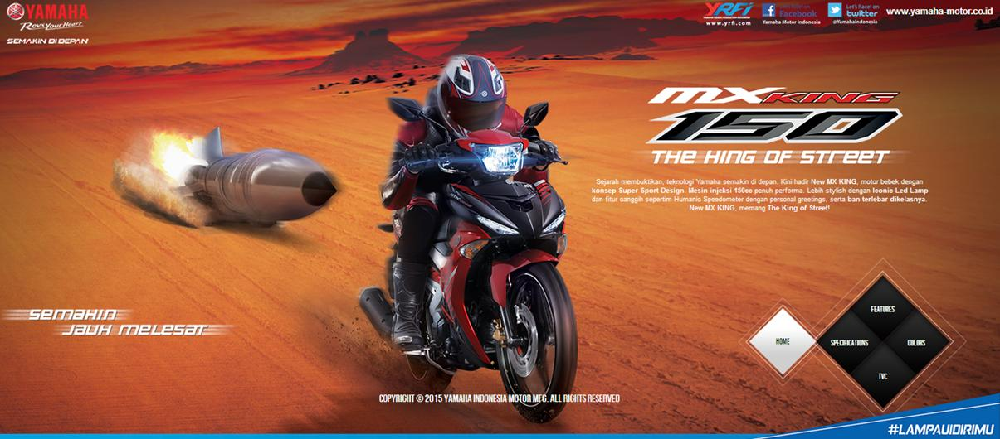 YAMAHA
Revs Your Heart
SEMAKIN DI DEPAN
YRFi
www.yrfi.com
Let's Race! on
Facebook
Yamaha Motor Indonesia
Let's Race! on
twitter
@YamahaIndonesia
www.yamaha-motor.co.id
MX KING
150
THE KING OF STREET
Sejarah membuktikan, teknologi Yamaha semakin di depan. Kini hadir New MX KING, motor bebek dengan
konsep Super Sport Design. Mesin injeksi 150cc penuh performa. Lebih stylish dengan Iconic Led Lamp
dan fitur canggih sepertim Humanic Speedometer dengan personal greetings, serta ban terlebar dikelasnya.
New MX KING, memang The King of Street!
SEMAKIN
JAUH MELESAT
FEATURES
HOME
SPECIFICATIONS
COLORS
TVC
COPYRIGHT © 2015 YAMAHA INDONESIA MOTOR MFG. ALL RIGHTS RESERVED
#LAMPAUIDIRIMU